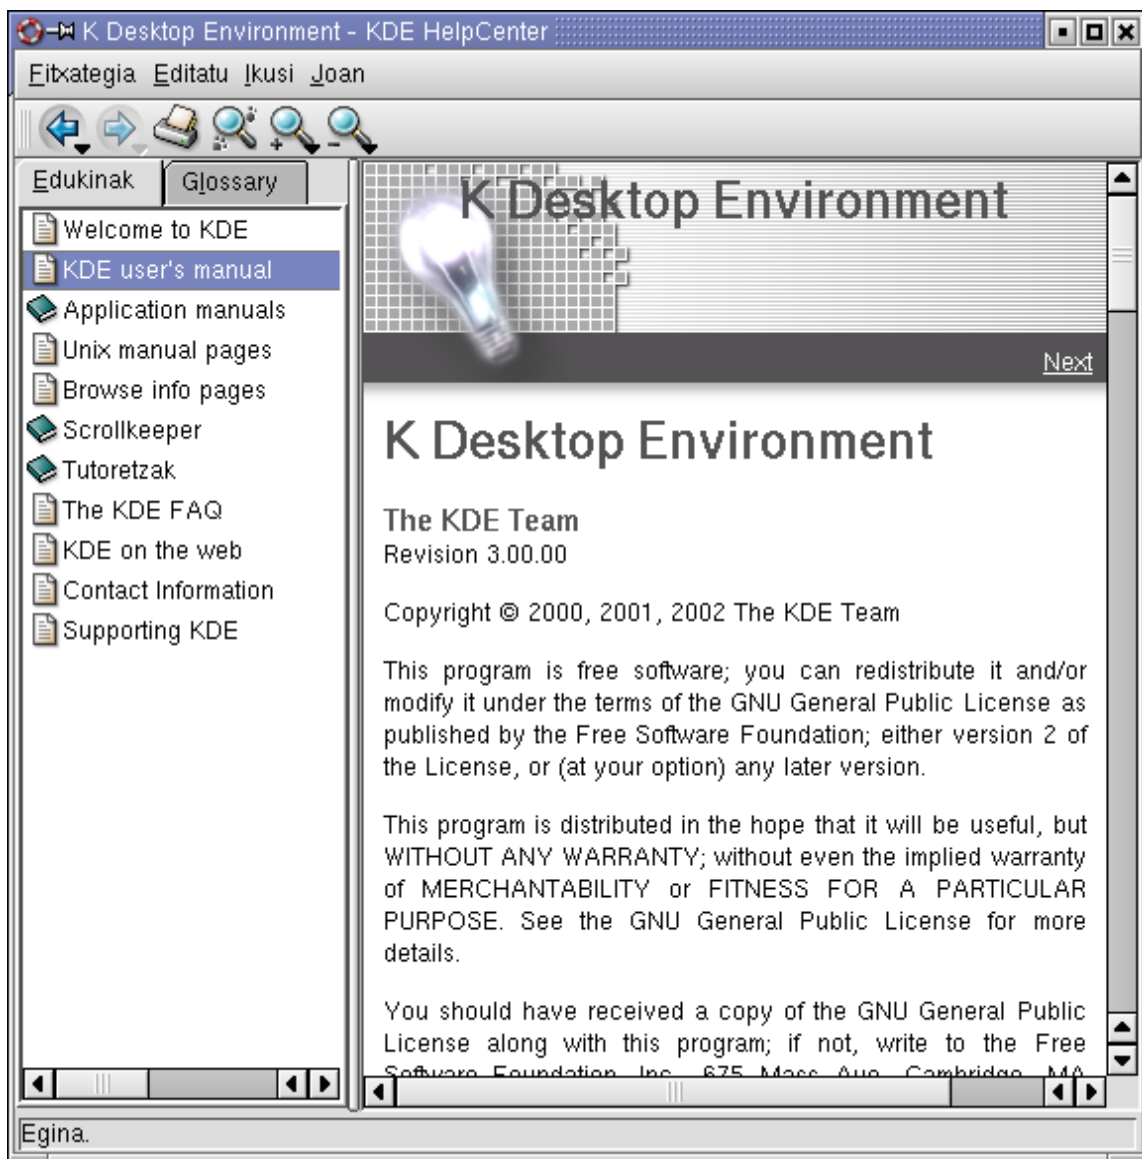 K Desktop Environment - KDE HelpCenter
Fitxategia Editatu Ikusi Joan
Edukinak Glossary
Welcome to KDE
KDE user's manual
Application manuals
Unix manual pages
Browse info pages
Scrollkeeper
Tutoretzak
The KDE FAQ
KDE on the web
Contact Information
Supporting KDE
K Desktop Environment
Next
K Desktop Environment
The KDE Team
Revision 3.00.00
Copyright © 2000, 2001, 2002 The KDE Team
This program is free software; you can redistribute it and/or
modify it under the terms of the GNU General Public License as
published by the Free Software Foundation; either version 2 of
the License, or (at your option) any later version.
This program is distributed in the hope that it will be useful, but
WITHOUT ANY WARRANTY; without even the implied warranty
of MERCHANTABILITY or FITNESS FOR A PARTICULAR
PURPOSE. See the GNU General Public License for more
details.
You should have received a copy of the GNU General Public
License along with this program; if not, write to the Free
Software Foundation, Inc., 675 Mass Ave, Cambridge, MA
Egina.